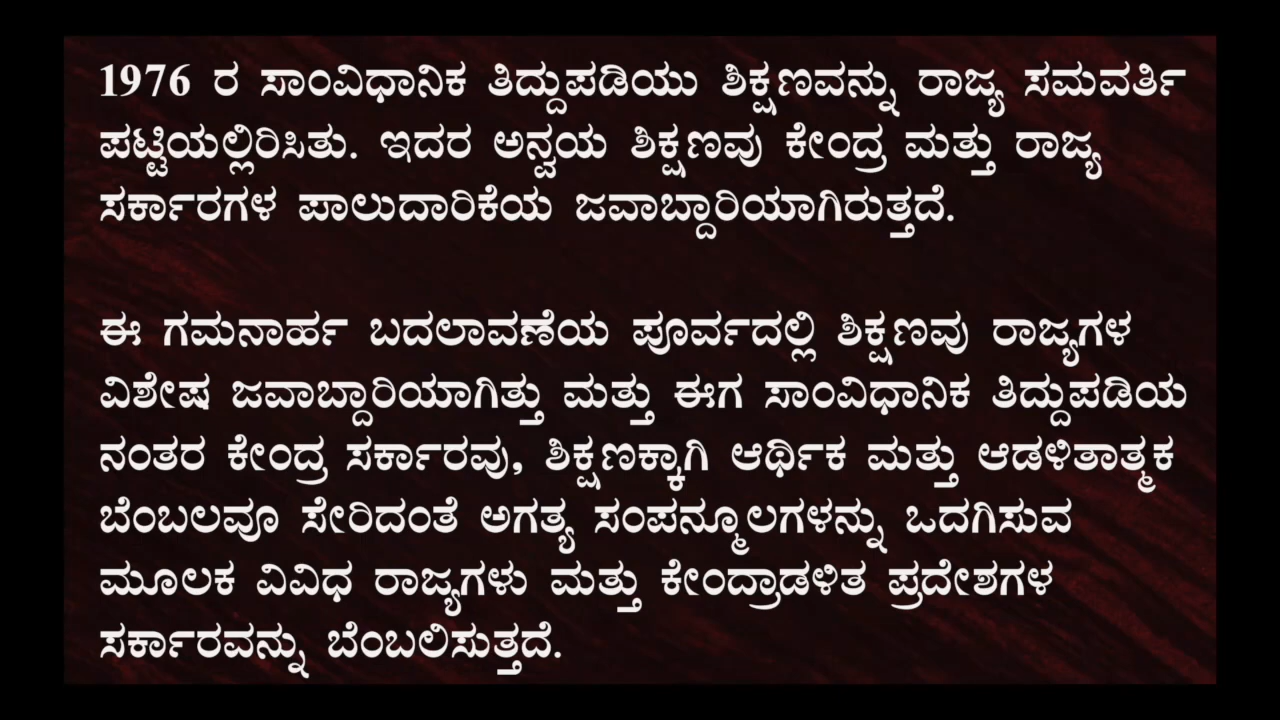 1976 ರ ಸಾಂವಿಧಾನಿಕ ತಿದ್ದುಪಡಿಯು ಶಿಕ್ಷಣವನ್ನು ರಾಜ್ಯ ಸಮವರ್ತಿ
ಪಟ್ಟಿಯಲ್ಲಿರಿಸಿತು. ಇದರ ಅನ್ವಯ ಶಿಕ್ಷಣವು ಕೇಂದ್ರ ಮತ್ತು ರಾಜ್ಯ
ಸರ್ಕಾರಗಳ ಪಾಲುದಾರಿಕೆಯ ಜವಾಬ್ದಾರಿಯಾಗಿರುತ್ತದೆ.
ಈ ಗಮನಾರ್ಹ ಬದಲಾವಣೆಯ ಪೂರ್ವದಲ್ಲಿ ಶಿಕ್ಷಣವು ರಾಜ್ಯಗಳ
ವಿಶೇಷ ಜವಾಬ್ದಾರಿಯಾಗಿತ್ತು ಮತ್ತು ಈಗ ಸಾಂವಿಧಾನಿಕ ತಿದ್ದುಪಡಿಯ
ನಂತರ ಕೇಂದ್ರ ಸರ್ಕಾರವು, ಶಿಕ್ಷಣಕ್ಕಾಗಿ ಆರ್ಥಿಕ ಮತ್ತು ಆಡಳಿತಾತ್ಮಕ
ಬೆಂಬಲವೂ ಸೇರಿದಂತೆ ಅಗತ್ಯ ಸಂಪನ್ಮೂಲಗಳನ್ನು ಒದಗಿಸುವ
ಮೂಲಕ ವಿವಿಧ ರಾಜ್ಯಗಳು ಮತ್ತು ಕೇಂದ್ರಾಡಳಿತ ಪ್ರದೇಶಗಳ
ಸರ್ಕಾರವನ್ನು ಬೆಂಬಲಿಸುತ್ತದೆ.